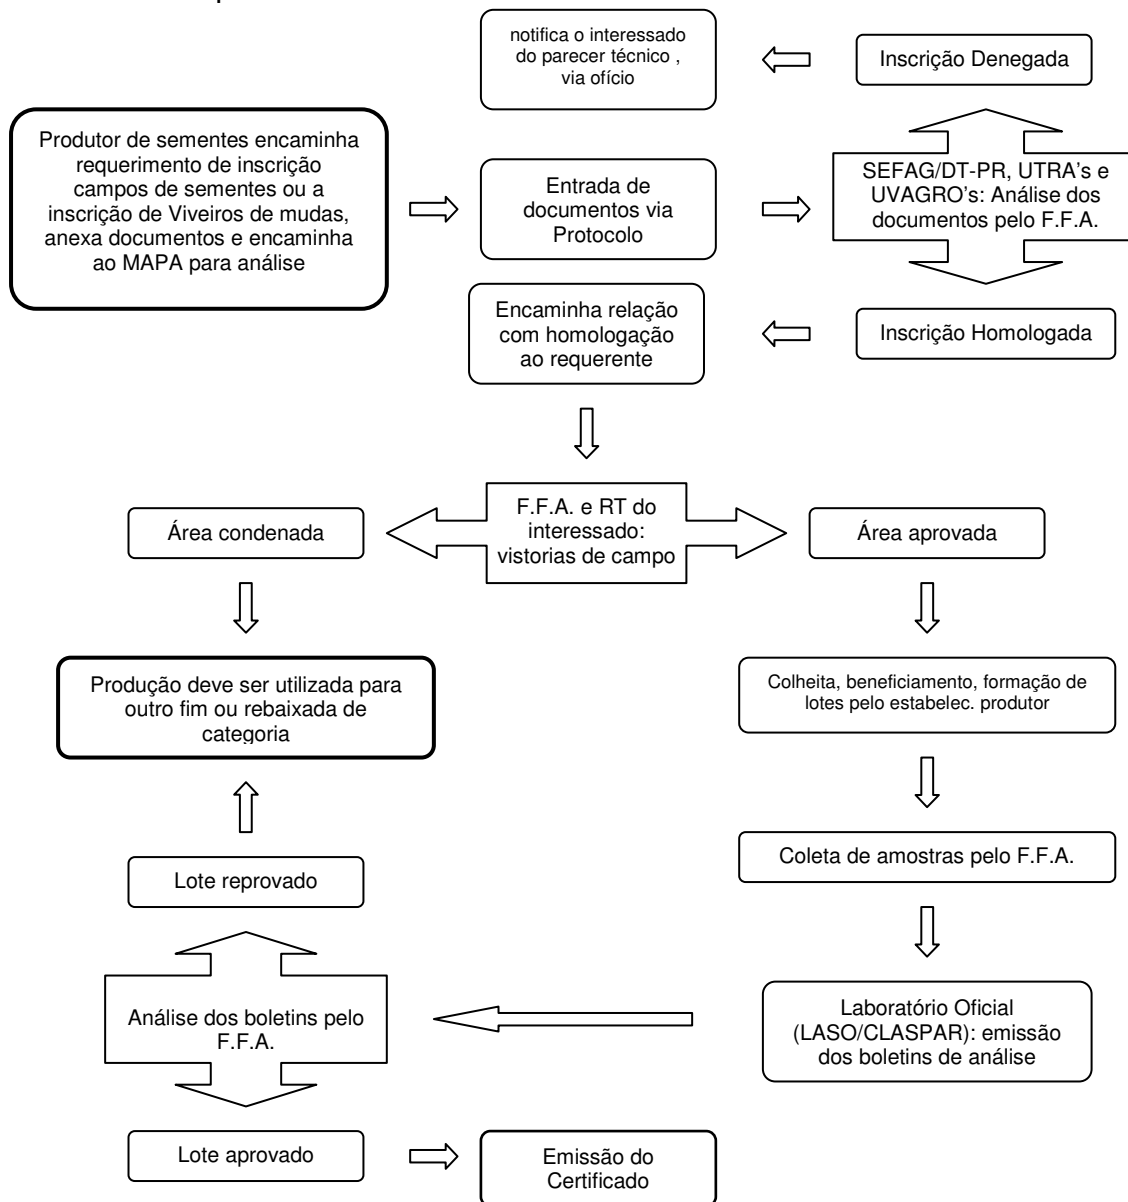 notifica o interessado
do parecer técnico ,
via ofício
Inscrição Denegada
Produtor de sementes encaminha
requerimento de inscrição
campos de sementes ou a
inscrição de Viveiros de mudas,
anexa documentos e encaminha
ao MAPA para análise
Entrada de
documentos via
Protocolo
SEFAG/DT-PR, UTRA's e
UVAGRO's: Análise dos
documentos pelo F.F.A.
Encaminha relação
com homologação
ao requerente
Inscrição Homologada
F.F.A. e RT do
interessado:
vistorias de campo
Área condenada
Área aprovada
Produção deve ser utilizada para
outro fim ou rebaixada de
categoria
Colheita, beneficiamento, formação de
lotes pelo estabelec. produtor
Coleta de amostras pelo F.F.A.
Lote reprovado
Laboratório Oficial
(LASO/CLASPAR): emissão
dos boletins de análise
Análise dos boletins pelo
F.F.A.
Lote aprovado
Emissão do
Certificado